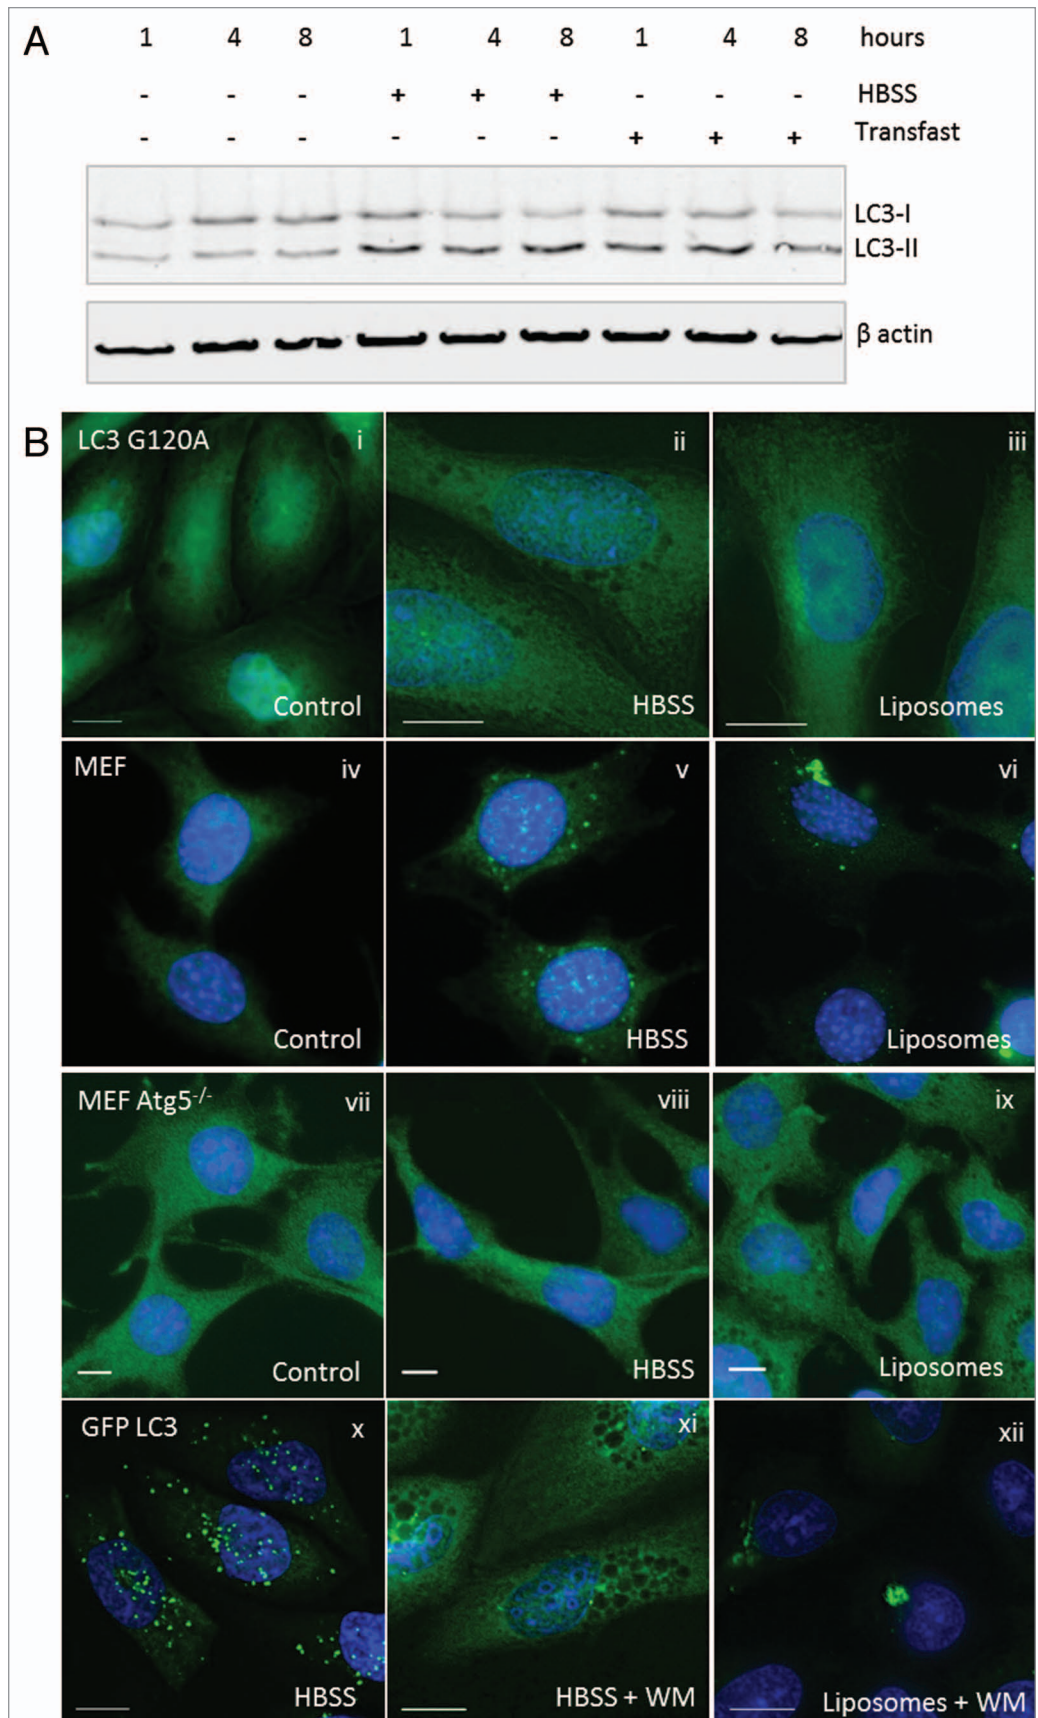 A
1 4 8 1 4 8 1 4 8 hours
- - - + + + - - - HBSS
- - - - - - + + + Transfast
LC3-I
LC3-II
β actin
B
LC3 G120A i ii iii
Control HBSS Liposomes
MEF iv v vi
Control HBSS Liposomes
MEF Atg5-/- vii viii ix
Control HBSS Liposomes
GFP LC3 x xi xii
HBSS HBSS + WM Liposomes + WM